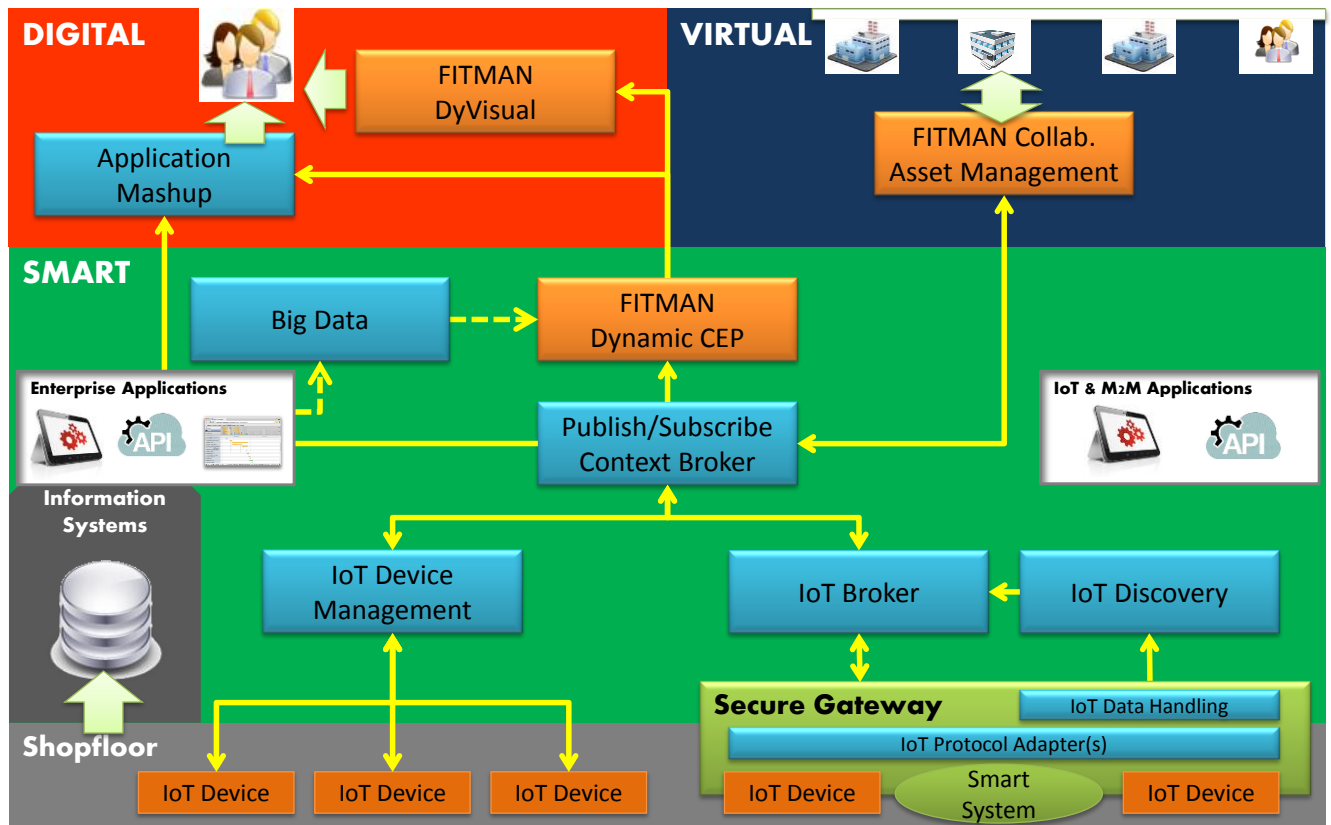 DIGITAL
VIRTUAL
FITMAN
DyVisual
Application
Mashup
FITMAN Collab.
Asset Management
SMART
Big Data
FITMAN
Dynamic CEP
Enterprise Applications
API
IoT & M2M Applications
API
Publish/Subscribe
Context Broker
Information
Systems
IoT Device
Management
IoT Broker
IoT Discovery
Secure Gateway
IoT Data Handling
IoT Protocol Adapter(s)
Shopfloor
IoT Device
IoT Device
IoT Device
IoT Device
Smart
System
IoT Device